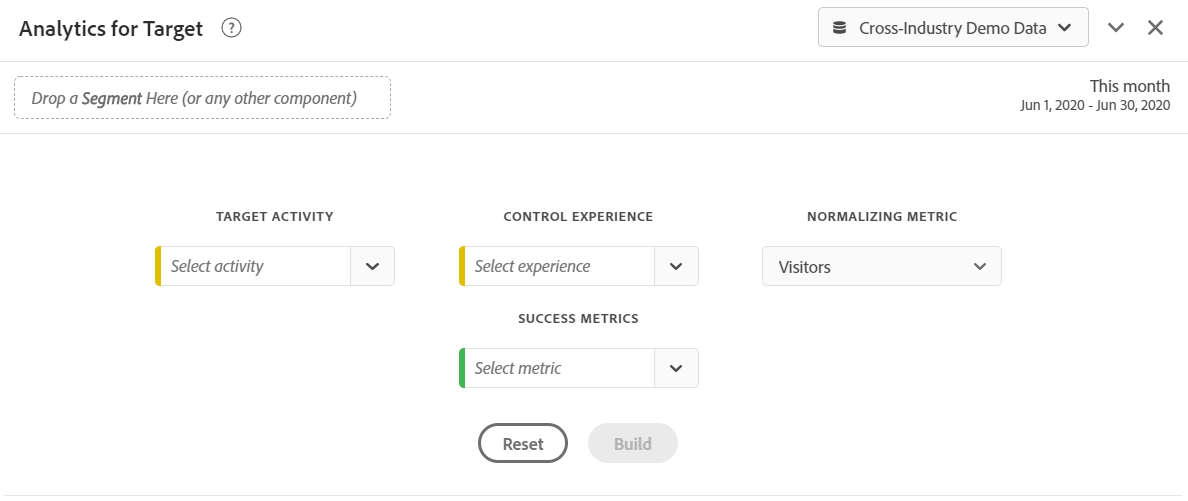 Analytics for Target ?
Cross-Industry Demo Data
Drop a Segment Here (or any other component)
This month
Jun 1, 2020 - Jun 30, 2020
TARGET ACTIVITY
CONTROL EXPERIENCE
NORMALIZING METRIC
Select activity
Select experience
Visitors
SUCCESS METRICS
Select metric
Reset
Build